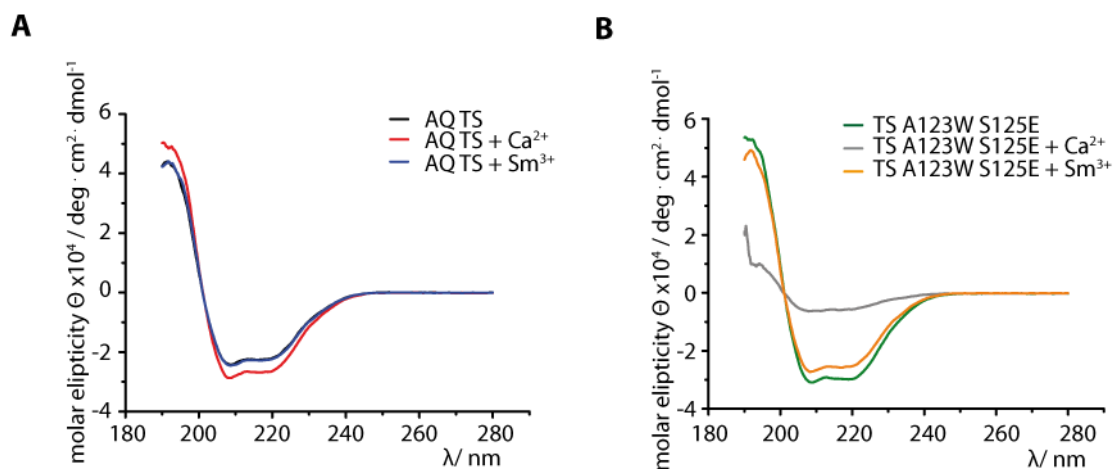 A
molar elipticity Θ x10⁴ / deg · cm²· dmol⁻¹
6
4
2
0
-2
-4
180 200 220 240 260 280
λ/ nm
AQ TS
AQ TS + Ca²⁺
AQ TS + Sm³⁺
B
molar elipticity Θ x10⁴ / deg · cm²· dmol⁻¹
6
4
2
0
-2
-4
180 200 220 240 260 280
λ/ nm
TS A123W S125E
TS A123W S125E + Ca²⁺
TS A123W S125E + Sm³⁺